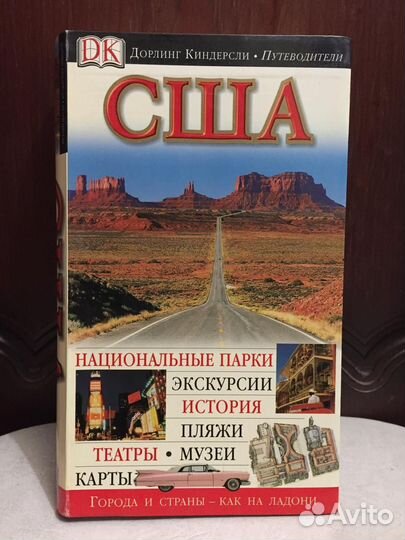 DK
Дорлинг Киндерсли • Путеводители
США
НАЦИОНАЛЬНЫЕ ПАРКИ
ЭКСКУРСИИ
ИСТОРИЯ
ПЛЯЖИ
ТЕАТРЫ • МУЗЕИ
КАРТЫ
Города и страны – как на ладони
Avito